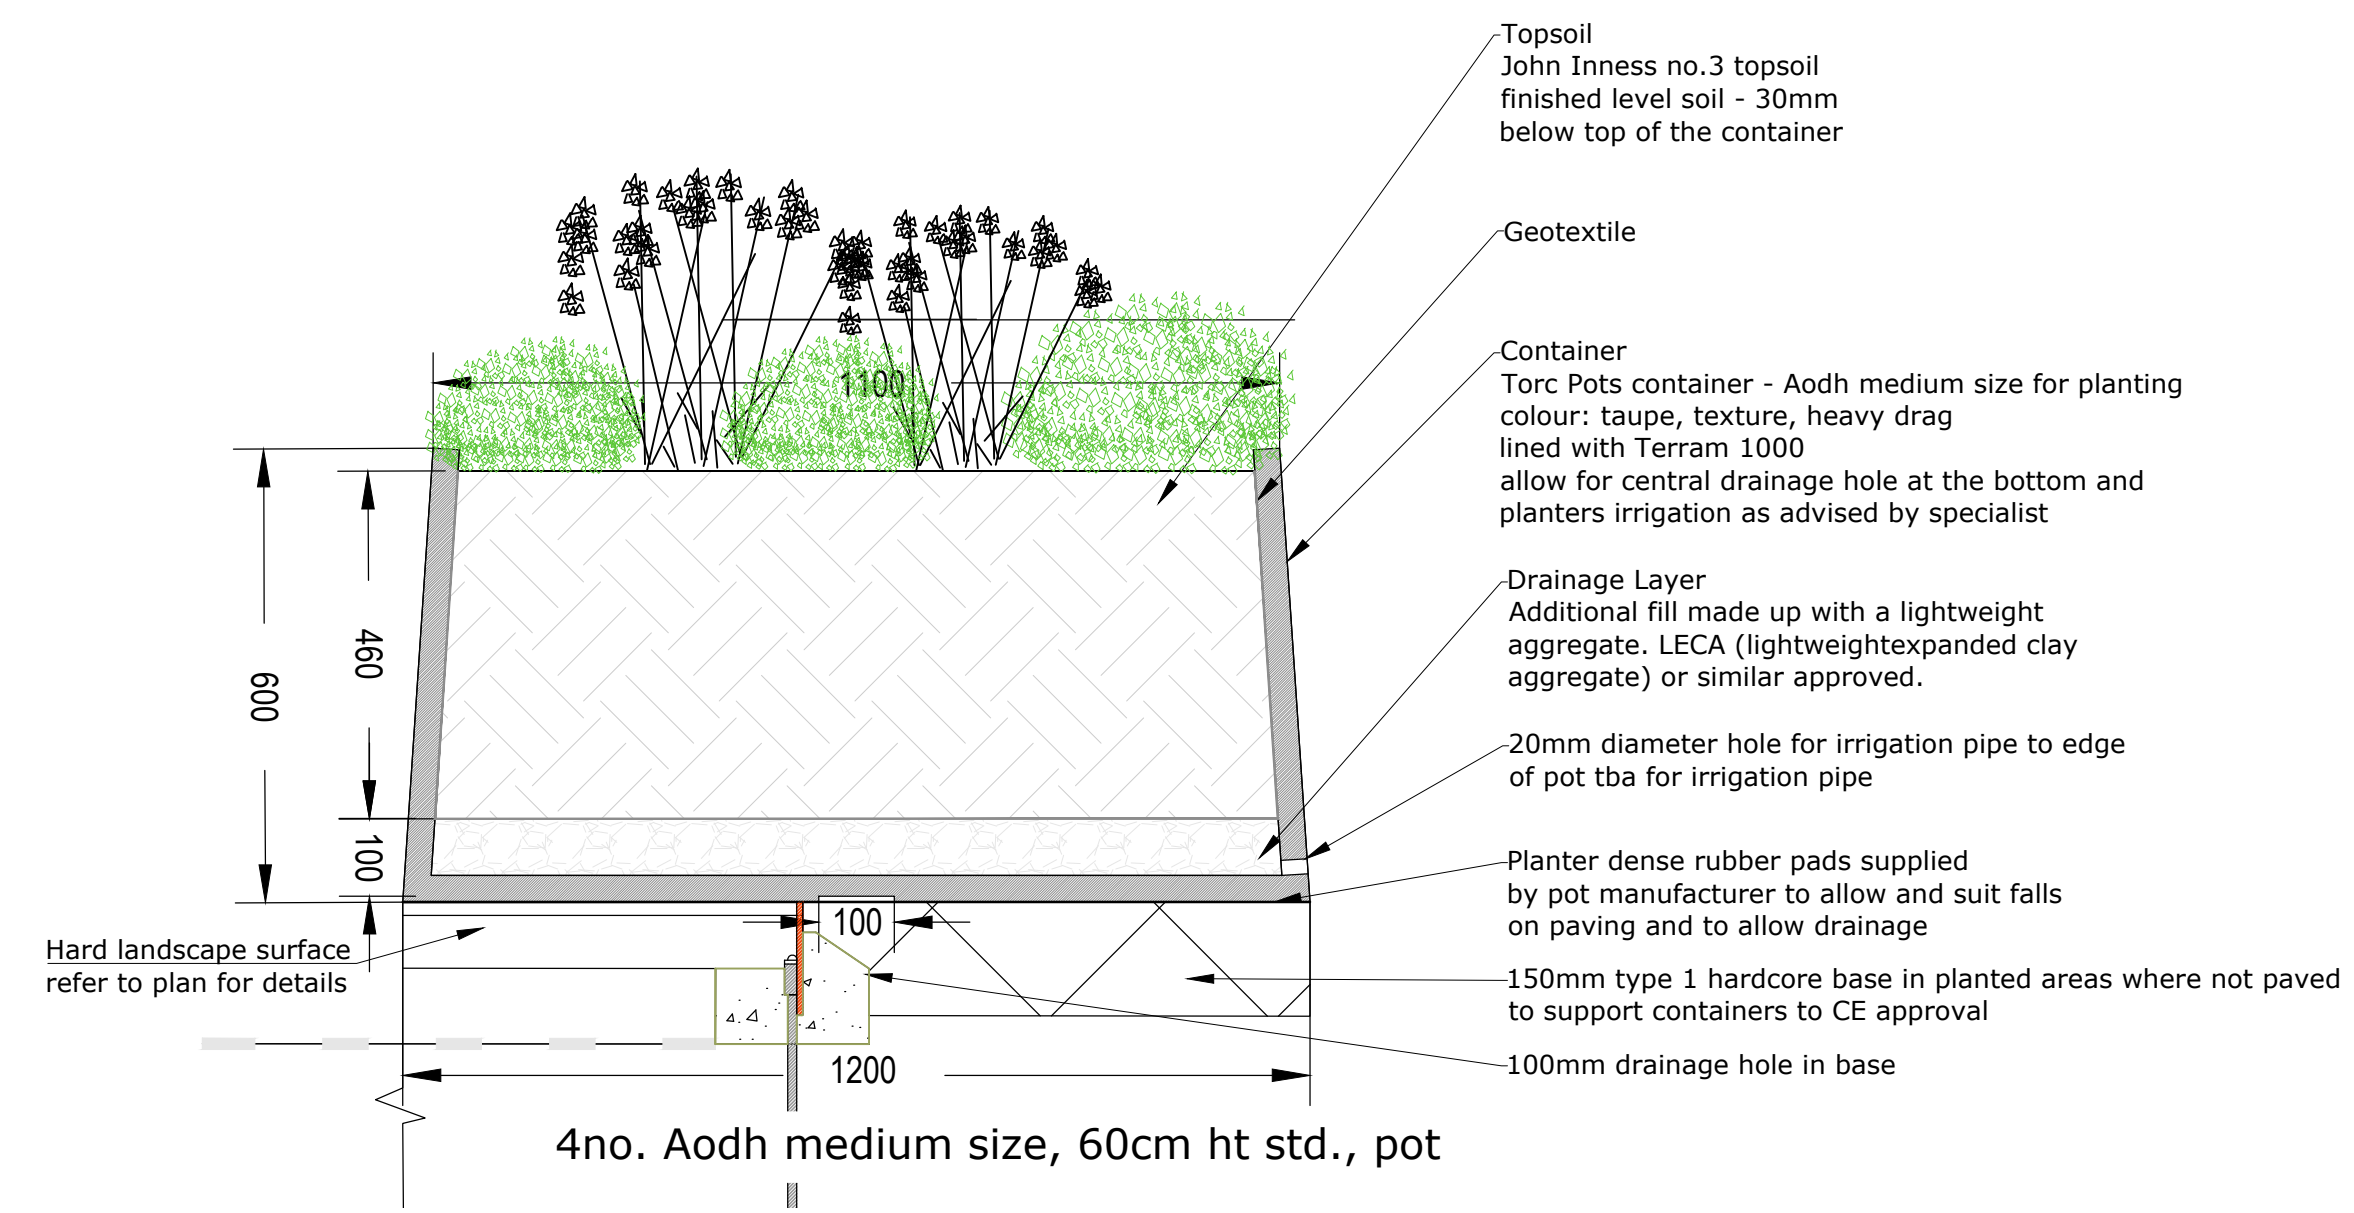 Topsoil
John Inness no.3 topsoil
finished level soil - 30mm
below top of the container
Geotextile
Container
Torc Pots container - Aodh medium size for planting
colour: taupe, texture, heavy drag
lined with Terram 1000
allow for central drainage hole at the bottom and
planters irrigation as advised by specialist
Drainage Layer
Additional fill made up with a lightweight
aggregate. LECA (lightweightexpanded clay
aggregate) or similar approved.
20mm diameter hole for irrigation pipe to edge
of pot tba for irrigation pipe
Planter dense rubber pads supplied
by pot manufacturer to allow and suit falls
on paving and to allow drainage
150mm type 1 hardcore base in planted areas where not paved
to support containers to CE approval
100mm drainage hole in base
1100
600
460
100
100
Hard landscape surface
refer to plan for details
1200
4no. Aodh medium size, 60cm ht std., pot